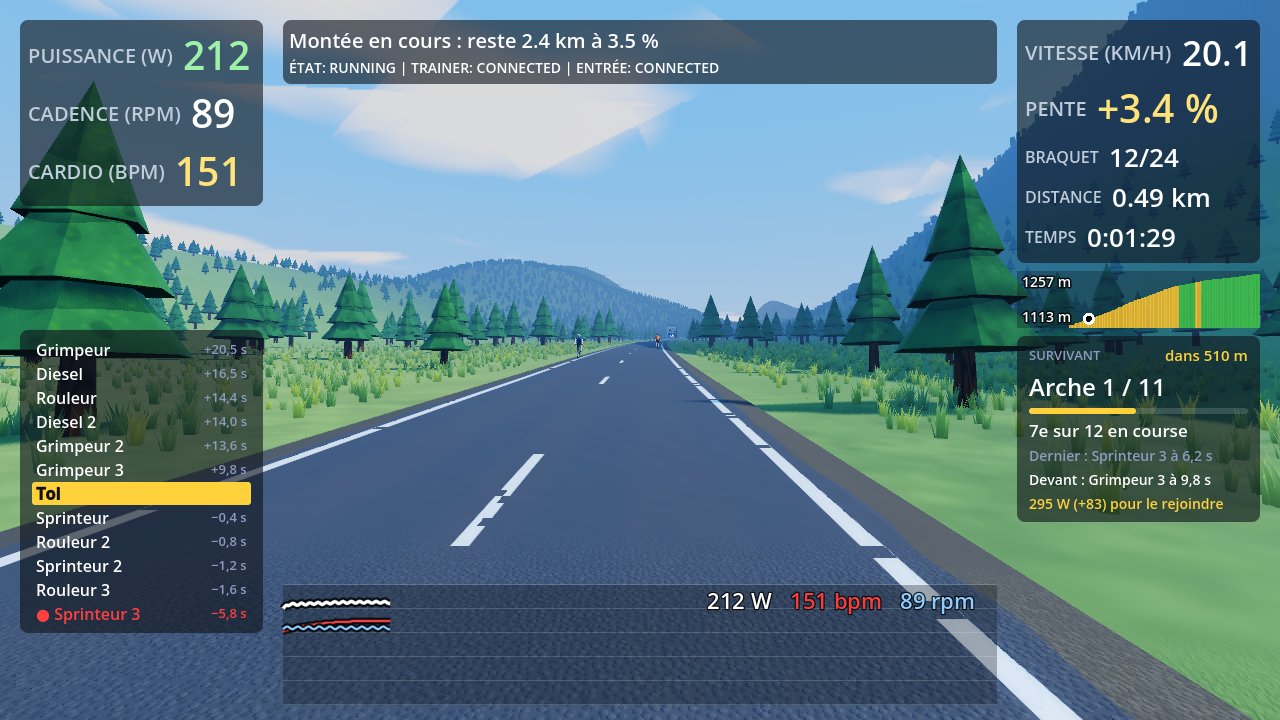 PUISSANCE (W) 212
CADENCE (RPM) 89
CARDIO (BPM) 151
Montée en cours : reste 2.4 km à 3.5 %
ÉTAT: RUNNING | TRAINER: CONNECTED | ENTRÉE: CONNECTED
VITESSE (KM/H) 20.1
PENTE +3.4 %
BRAQUET 12/24
DISTANCE 0.49 km
TEMPS 0:01:29
1257 m
1113 m
SURVIVANT dans 510 m
Arche 1 / 11
7e sur 12 en course
Dernier : Sprinteur 3 à 6,2 s
Devant : Grimpeur 3 à 9,8 s
295 W (+83) pour le rejoindre
Grimpeur +20,5 s
Diesel +16,5 s
Rouleur +14,4 s
Diesel 2 +14,0 s
Grimpeur 2 +13,6 s
Grimpeur 3 +9,8 s
Toi
Sprinteur −0,4 s
Rouleur 2 −0,8 s
Sprinteur 2 −1,2 s
Rouleur 3 −1,6 s
Sprinteur 3 −5,8 s
212 W 151 bpm 89 rpm